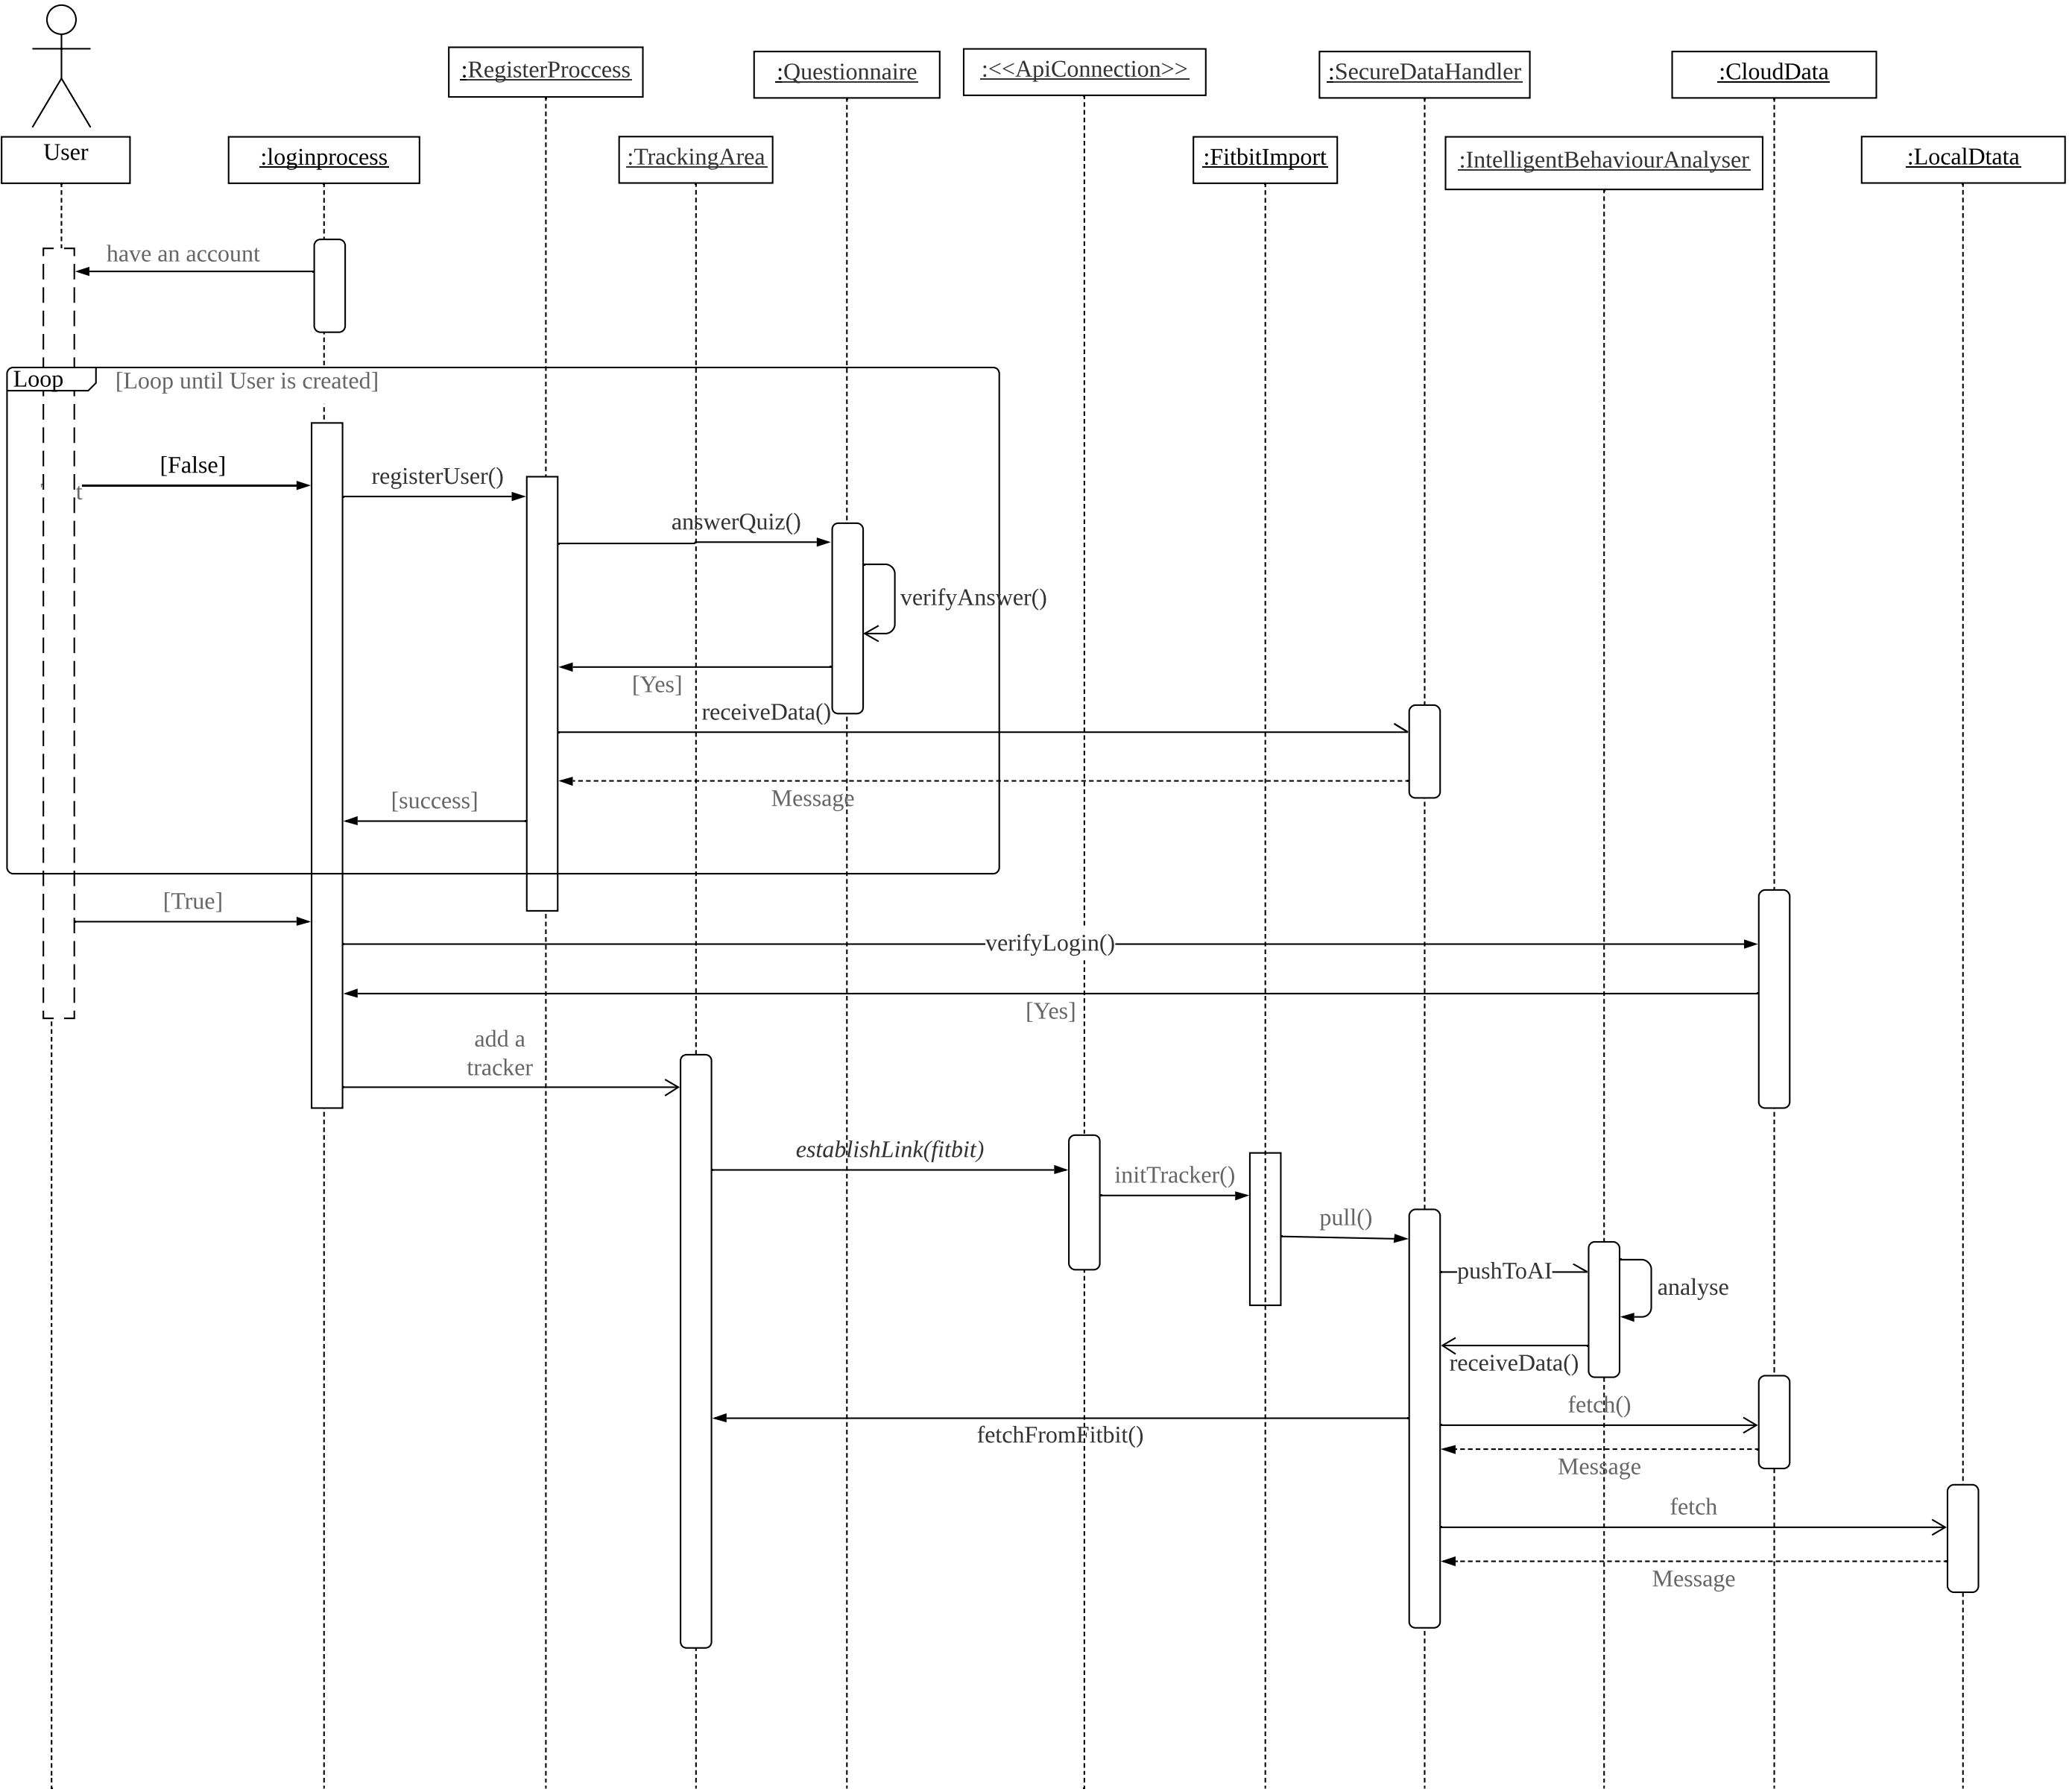 :RegisterProccess
:Questionnaire
:<<ApiConnection>>
:SecureDataHandler
:CloudData
User
:loginprocess
:TrackingArea
:FitbitImport
:IntelligentBehaviourAnalyser
:LocalDtata
have an account
Loop
[Loop until User is created]
[False]
t
registerUser()
answerQuiz()
verifyAnswer()
[Yes]
receiveData()
Message
[success]
[True]
verifyLogin()
[Yes]
add a
tracker
establishLink(fitbit)
initTracker()
pull()
pushToAI
analyse
receiveData()
fetch()
fetchFromFitbit()
Message
fetch
Message